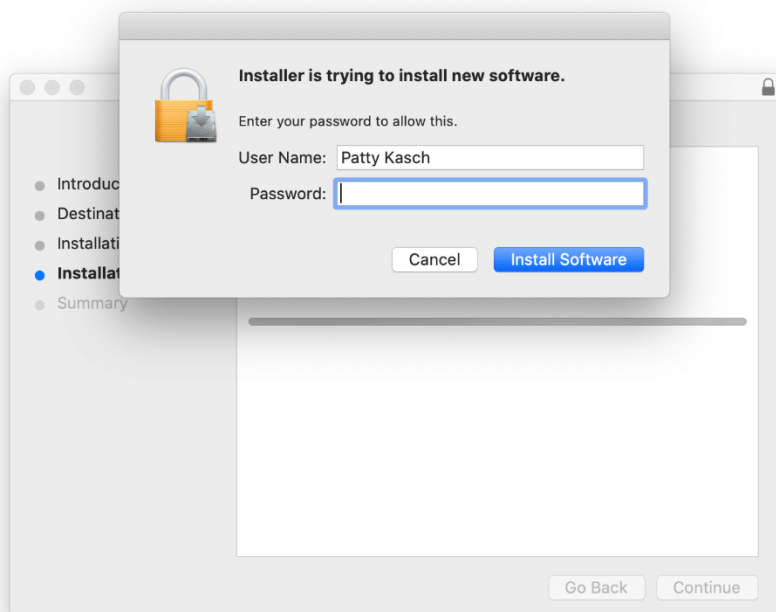 Installer is trying to install new software.
Enter your password to allow this.
User Name: Patty Kasch
Password:
Cancel Install Software
Introduc
Destinat
Installati
Installat
Summary
Go Back Continue